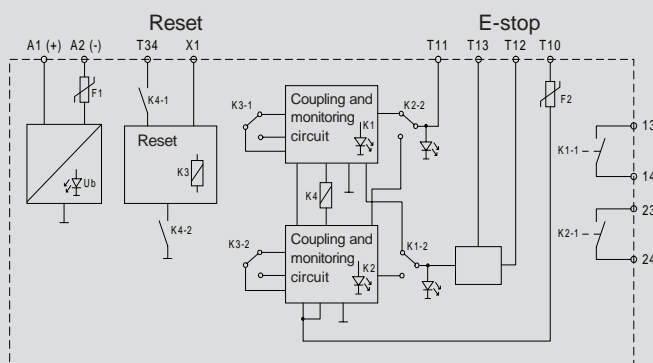 Reset E-stop
A1 (+) A2 (-) T34 X1 T11 T13 T12 T10
F1 F2
K4-1
K3-1
Coupling and
monitoring
circuit
K1
K2-2
13
K1-1
14
Reset
K3
Ub
K4
23
K2-1
24
K4-2
K3-2
Coupling and
monitoring
circuit
K2
K1-2